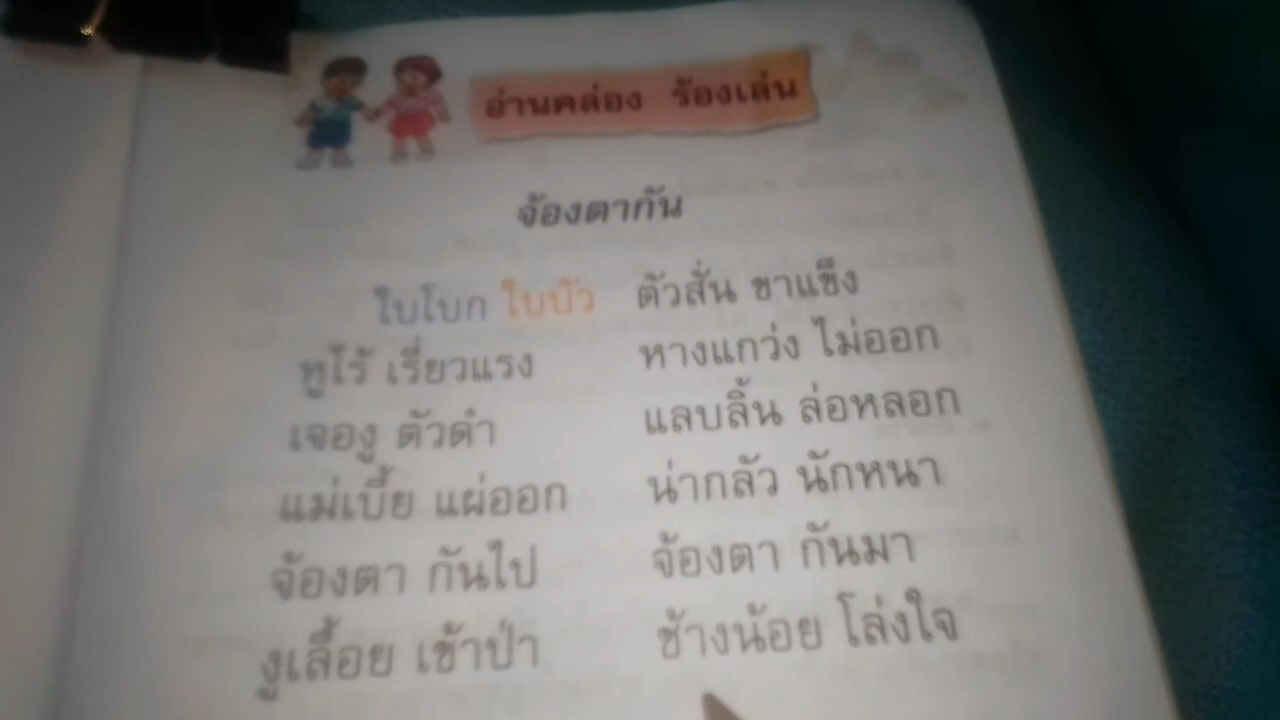 อ่านคล่อง ร้องเล่น
จ้องตากัน
ใบโบก ใบบัว ตัวสั่น ขาแข็ง
หูไร้ เรี่ยวแรง หางแกว่ง ไม่ออก
เจองู ตัวดำ แลบลิ้น ล่อหลอก
แม่เบี้ย แผ่ออก น่ากลัว นักหนา
จ้องตา กันไป จ้องตา กันมา
งูเลื้อย เข้าป่า ช้างน้อย โล่งใจ